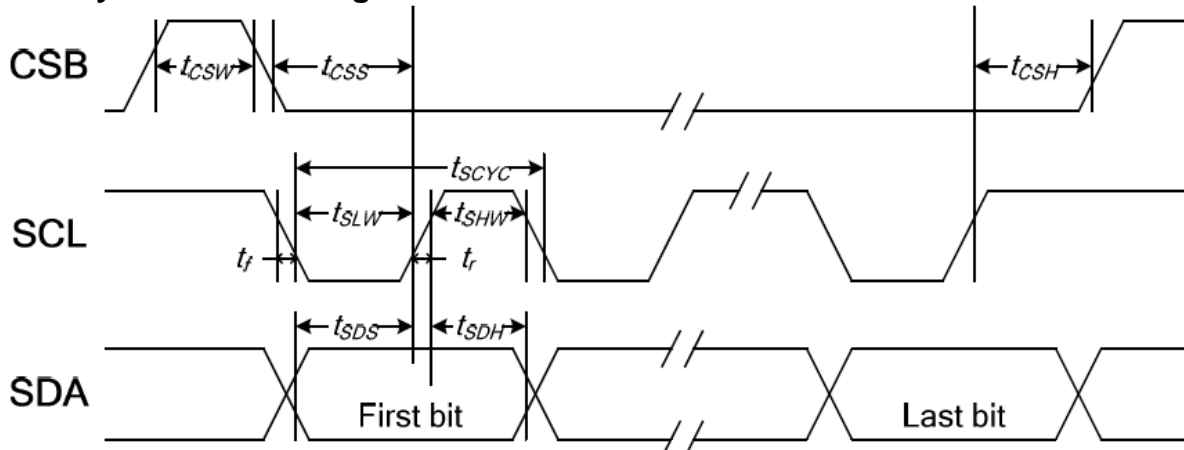 CSB
tCSW
tCSS
tCSH
tSCYC
SCL
tSLW
tSHW
tf
tr
tSDS
tSDH
SDA
First bit
Last bit